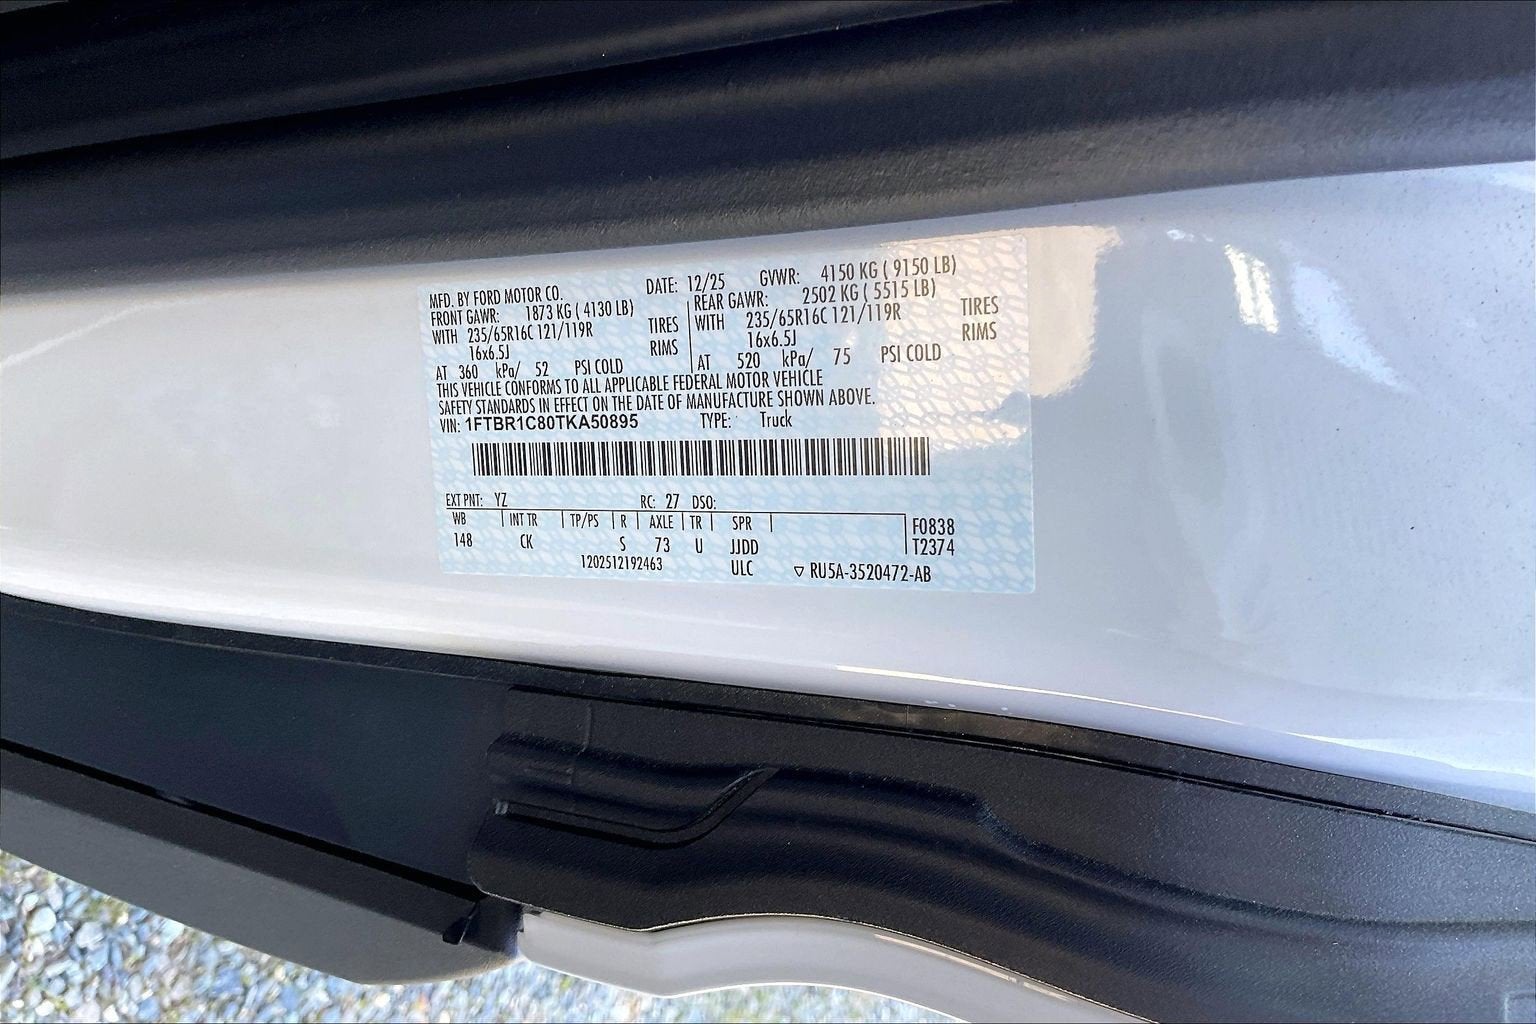 MFD. BY FORD MOTOR CO. DATE: 12/25 GVWR: 4150 KG ( 9150 LB)
FRONT GAWR: 1873 KG ( 4130 LB) REAR GAWR: 2502 KG ( 5515 LB)
WITH 235/65R16C 121/119R TIRES WITH 235/65R16C 121/119R TIRES
16x6.5J RIMS 16x6.5J RIMS
AT 360 kPa/ 52 PSI COLD AT 520 kPa/ 75 PSI COLD
THIS VEHICLE CONFORMS TO ALL APPLICABLE FEDERAL MOTOR VEHICLE
SAFETY STANDARDS IN EFFECT ON THE DATE OF MANUFACTURE SHOWN ABOVE.
VIN: 1FTBR1C80TKA50895 TYPE: Truck
EXT PNT: YZ RC: 27 DSO:
WB INT TR TP/PS R AXLE TR SPR F0838
148 CK S 73 U JJDD T2374
1202512192463 ULC ▽ RU5A-3520472-AB